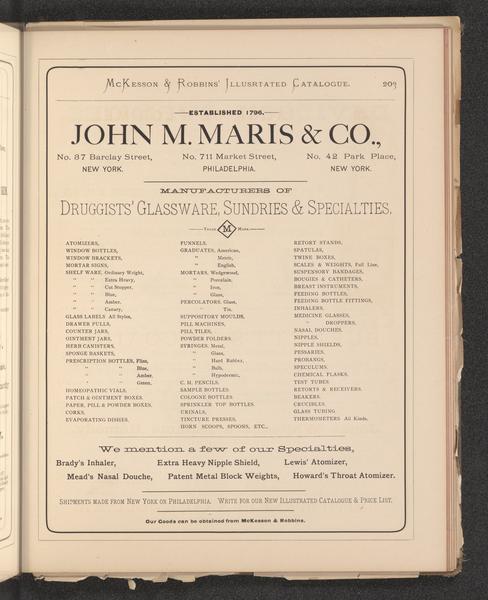 McKesson & Robbins' Illusrtated Catalogue. 209
ESTABLISHED 1796.
JOHN M. MARIS & CO.,
No. 37 Barclay Street, No. 711 Market Street, No. 42 Park Place,
NEW YORK. PHILADELPHIA. NEW YORK.
MANUFACTURERS OF
DRUGGISTS' GLASSWARE, SUNDRIES & SPECIALTIES.
TRADE M MARK
ATOMIZERS,
WINDOW BOTTLES,
WINDOW BRACKETS,
MORTAR SIGNS,
SHELF WARE, Ordinary Wright,
" " Extra Heavy,
" " Cut Stopper,
" " Blue,
" " Amber.
" " Canary,
GLASS LABELS All Styles,
DRAWER PULLS,
COUNTER JARS,
OINTMENT JARS,
HERB CANISTERS,
SPONGE BASKETS,
PRESCRIPTION BOTTLES, Flint,
" " Blue,
" " Amber.
" " Green,
HOMEOPATHIC VIALS.
PATCH & OINTMENT BOXES.
PAPER, PILL & POWDER BOXES.
CORKS,
EVAPORATING DISHES.
FUNNELS.
GRADUATES, American,
" Metric,
" English,
MORTARS, Wedgewood,
" Porcelain,
" Iron,
" Glass,
PERCOLATORS, Glass,
" Tin,
SUPPOSITORY MOULDS,
PILL MACHINES,
PILL TILES,
POWDER FOLDERS.
SYRINGES, Metal,
" Glass,
" Hard Rubber,
" Bulb,
" Hypodermic,
C. H. PENCILS.
SAMPLE BOTTLES.
COLOGNE BOTTLES.
SPRINKLER TOP BOTTLES.
URINALS,
TINCTURE PRESSES,
HORN SCOOPS, SPOONS, ETC.,
RETORT STANDS,
SPATULAS,
TWINE BOXES,
SCALES & WEIGHTS, Full Line,
SUSPENSORY BANDAGES,
BOUGIES & CATHETERS,
BREAST INSTRUMENTS,
FEEDING BOTTLES,
FEEDING BOTTLE FITTINGS,
INHALERS,
MEDICINE GLASSES,
" DROPPERS,
NASAL DOUCHES,
NIPPLES,
NIPPLE SHIELDS,
PESSARIES,
PROBANGS,
SPECULUMS.
CHEMICAL FLASKS.
TEST TUBES
RETORTS & RECEIVERS.
BEAKERS,
CRUCIBLES.
GLASS TUBING
THERMOMETERS All Kinds.
We mention a few of our Specialties,
Brady's Inhaler, Extra Heavy Nipple Shield, Lewis' Atomizer,
Mead's Nasal Douche, Patent Metal Block Weights, Howard's Throat Atomizer.
SHIPMENTS MADE FROM NEW YORK OR PHILADELPHIA. WRITE FOR OUR NEW ILLUSTRATED CATALOGUE & PRICE LIST.
Our Goods can be obtained from McKesson & Robbins.